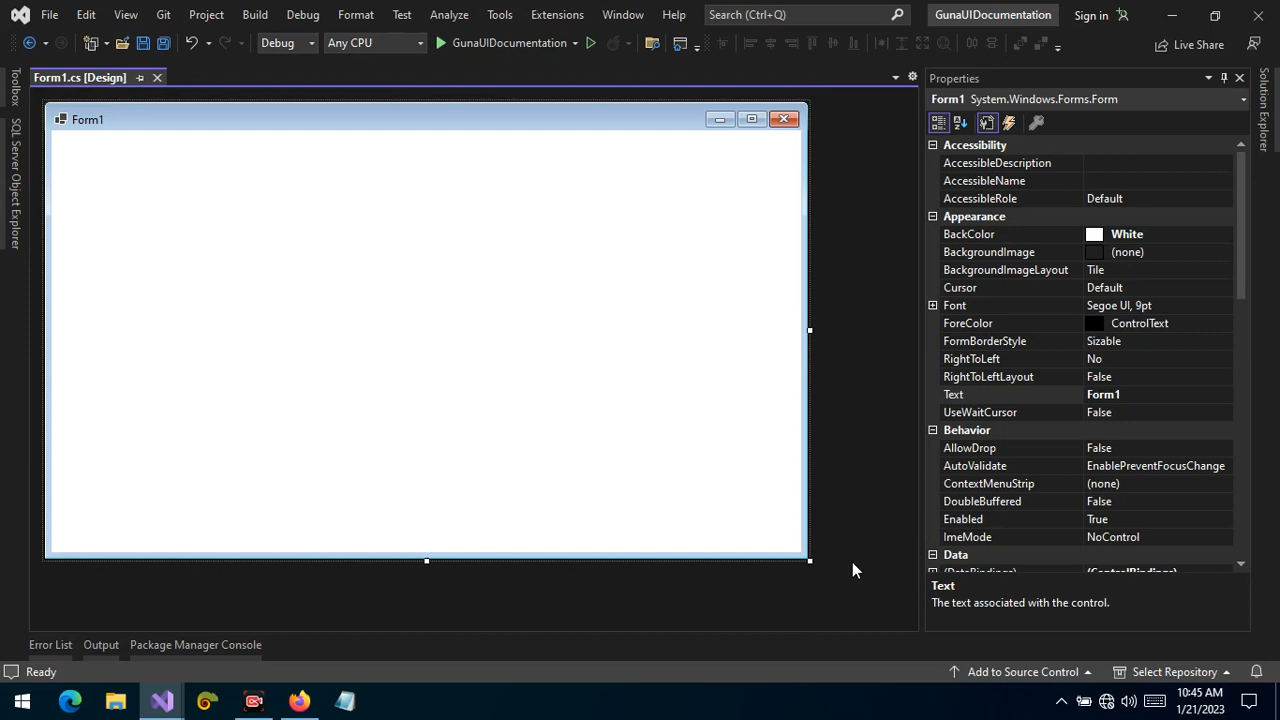 File Edit View Git Project Build Debug Format Test Analyze Tools Extensions Window Help Search (Ctrl+Q) GunaUIDocumentation Sign in
Debug Any CPU GunaUIDocumentation Live Share
Form1.cs [Design]
Toolbox
SQL Server Object Explorer
Form1
Properties
Form1 System.Windows.Forms.Form
Accessibility
AccessibleDescription
AccessibleName
AccessibleRole Default
Appearance
BackColor White
BackgroundImage (none)
BackgroundImageLayout Tile
Cursor Default
Font Segoe UI, 9pt
ForeColor ControlText
FormBorderStyle Sizable
RightToLeft No
RightToLeftLayout False
Text Form1
UseWaitCursor False
Behavior
AllowDrop False
AutoValidate EnablePreventFocusChange
ContextMenuStrip (none)
DoubleBuffered False
Enabled True
ImeMode NoControl
Data
(DataBindings) (ControlBindings)
Text
The text associated with the control.
Solution Explorer
Error List Output Package Manager Console
Ready Add to Source Control Select Repository
10:45 AM
1/21/2023